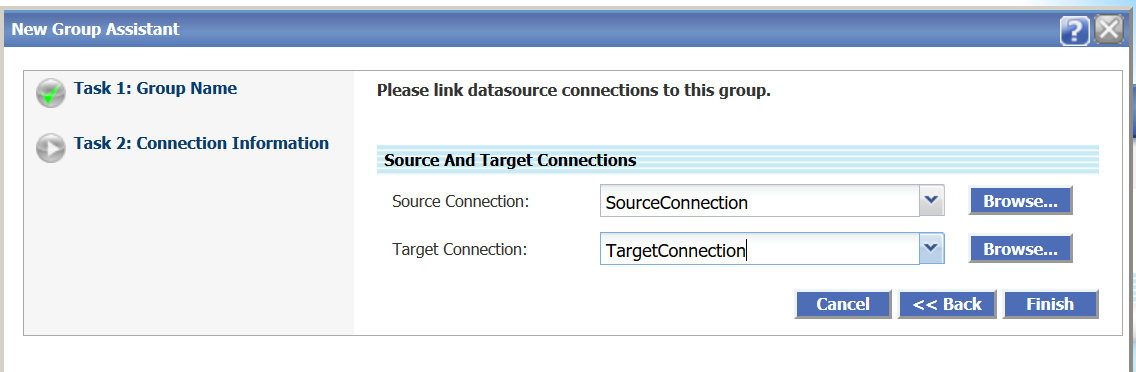 New Group Assistant
?
Task 1: Group Name
Task 2: Connection Information
Please link datasource connections to this group.
Source And Target Connections
Source Connection: SourceConnection Browse...
Target Connection: TargetConnection Browse...
Cancel << Back Finish